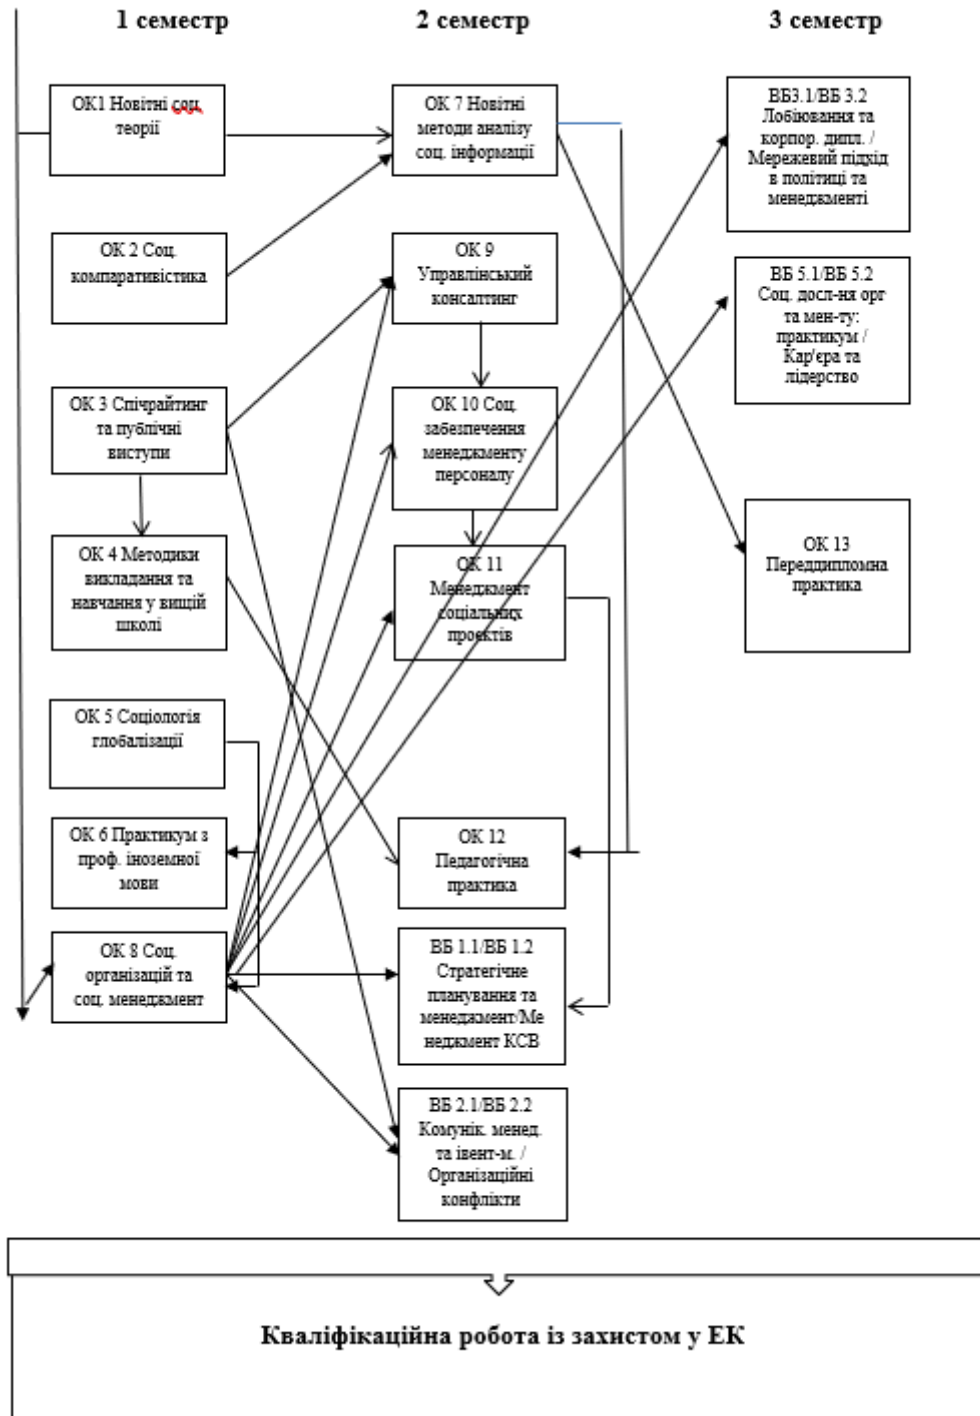 1 семестр
2 семестр
3 семестр
ОК1 Новітні соц.
теорії
ОК 2 Соц.
компаративістика
ОК 3 Спічрайтинг
та публічні
виступи
ОК 4 Методики
викладання та
навчання у вищій
школі
ОК 5 Соціологія
глобалізації
ОК 6 Практикум з
проф. іноземної
мови
ОК 8 Соц.
організацій та
соц. менеджмент
ОК 7 Новітні
методи аналізу
соц. інформації
ОК 9
Управлінський
консалтинг
ОК 10 Соц.
забезпечення
менеджменту
персоналу
ОК 11
Менеджмент
соціальних
проєктів
ОК 12
Педагогічна
практика
ВБ 1.1/ВБ 1.2
Стратегічне
планування та
менеджмент/Ме
неджмент КСВ
ВБ 2.1/ВБ 2.2
Комунік. менед.
та івент-м. /
Організаційні
конфлікти
ВБ3.1/ВБ 3.2
Лобіювання та
корпор. дипл. /
Мережевий підхід
в політиці та
менеджменті
ВБ 5.1/ВБ 5.2
Соц. досл-ня орг
та мен-ту:
практикум /
Кар'єра та
лідерство
ОК 13
Переддипломна
практика
Кваліфікаційна робота із захистом у ЕК